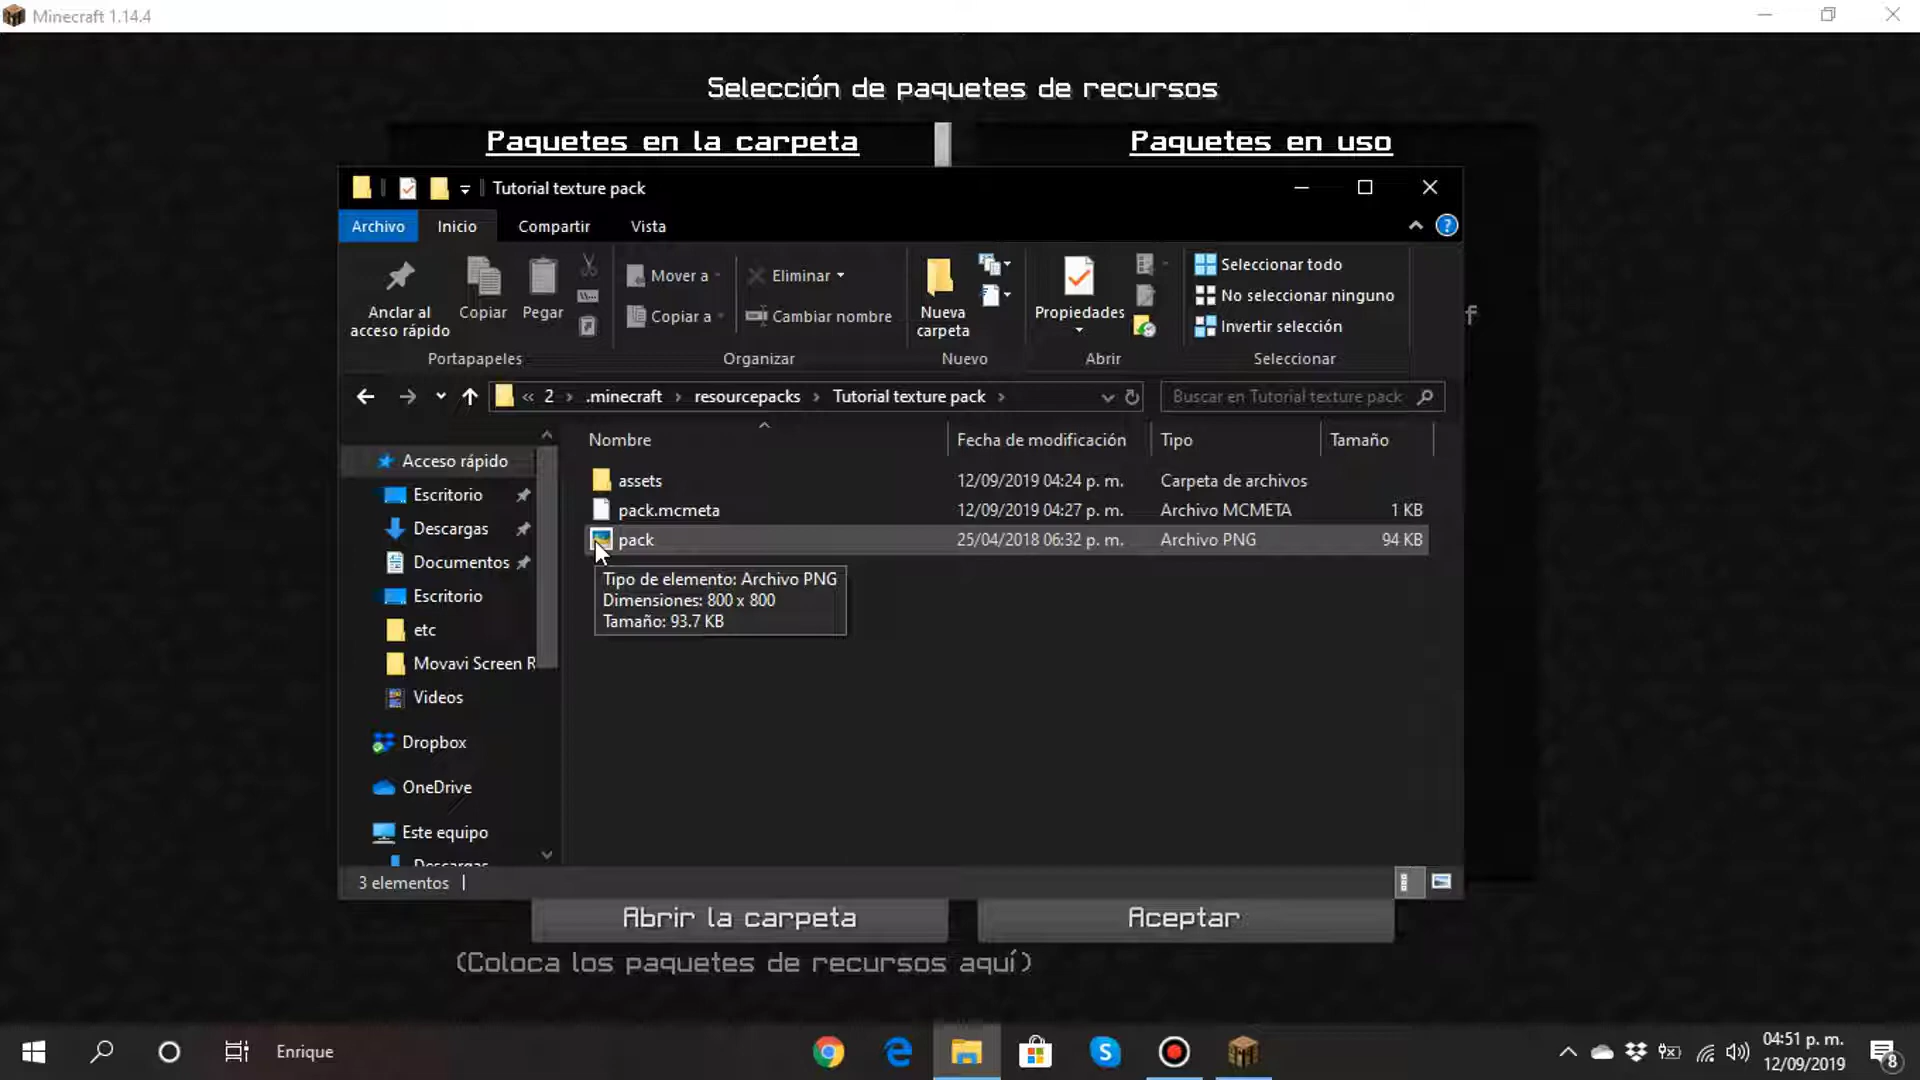 Minecraft 1.14.4
Selección de paquetes de recursos
Paquetes en la carpeta
Paquetes en uso
Tutorial texture pack
Archivo
Inicio
Compartir
Vista
Anclar al acceso rápido
Copiar
Pegar
Mover a
Copiar a
Eliminar
Cambiar nombre
Nueva carpeta
Propiedades
Seleccionar todo
No seleccionar ninguno
Invertir selección
Portapapeles
Organizar
Nuevo
Abrir
Seleccionar
« 2 › .minecraft › resourcepacks › Tutorial texture pack ›
Buscar en Tutorial texture pack
Nombre
Fecha de modificación
Tipo
Tamaño
assets 12/09/2019 04:24 p. m. Carpeta de archivos
pack.mcmeta 12/09/2019 04:27 p. m. Archivo MCMETA 1 KB
pack 25/04/2018 06:32 p. m. Archivo PNG 94 KB
Tipo de elemento: Archivo PNG
Dimensiones: 800 x 800
Tamaño: 93.7 KB
Acceso rápido
Escritorio
Descargas
Documentos
Escritorio
etc
Movavi Screen R
Videos
Dropbox
OneDrive
Este equipo
Descargas
3 elementos
Abrir la carpeta
Aceptar
(Coloca los paquetes de recursos aquí)
Enrique
04:51 p. m.
12/09/2019
8